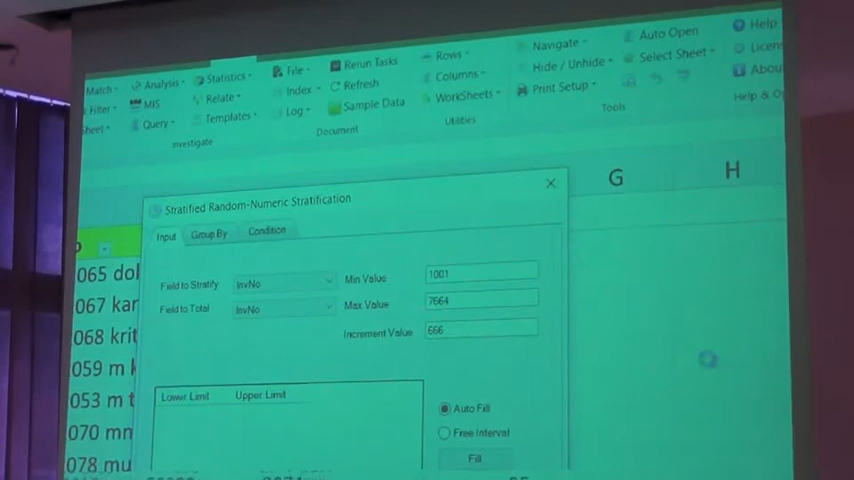 Match Analysis Statistics File Rerun Tasks Rows Navigate Auto Open Help
Filter MIS Relate Index Refresh Columns Hide / Unhide Select Sheet
Sheet Query Templates Log Sample Data WorkSheets Print Setup
Investigate Document Utilities Tools Help &
G H
Stratified Random-Numeric Stratification
Input Group By Condition
Field to Stratify InvNo Min Value 1001
Field to Total InvNo Max Value 7664
Increment Value 666
Lower Limit Upper Limit
Auto Fill
Free Interval
Fill
065 dol
067 kar
068 krit
059 m
053 m t
070 mn
078 mu